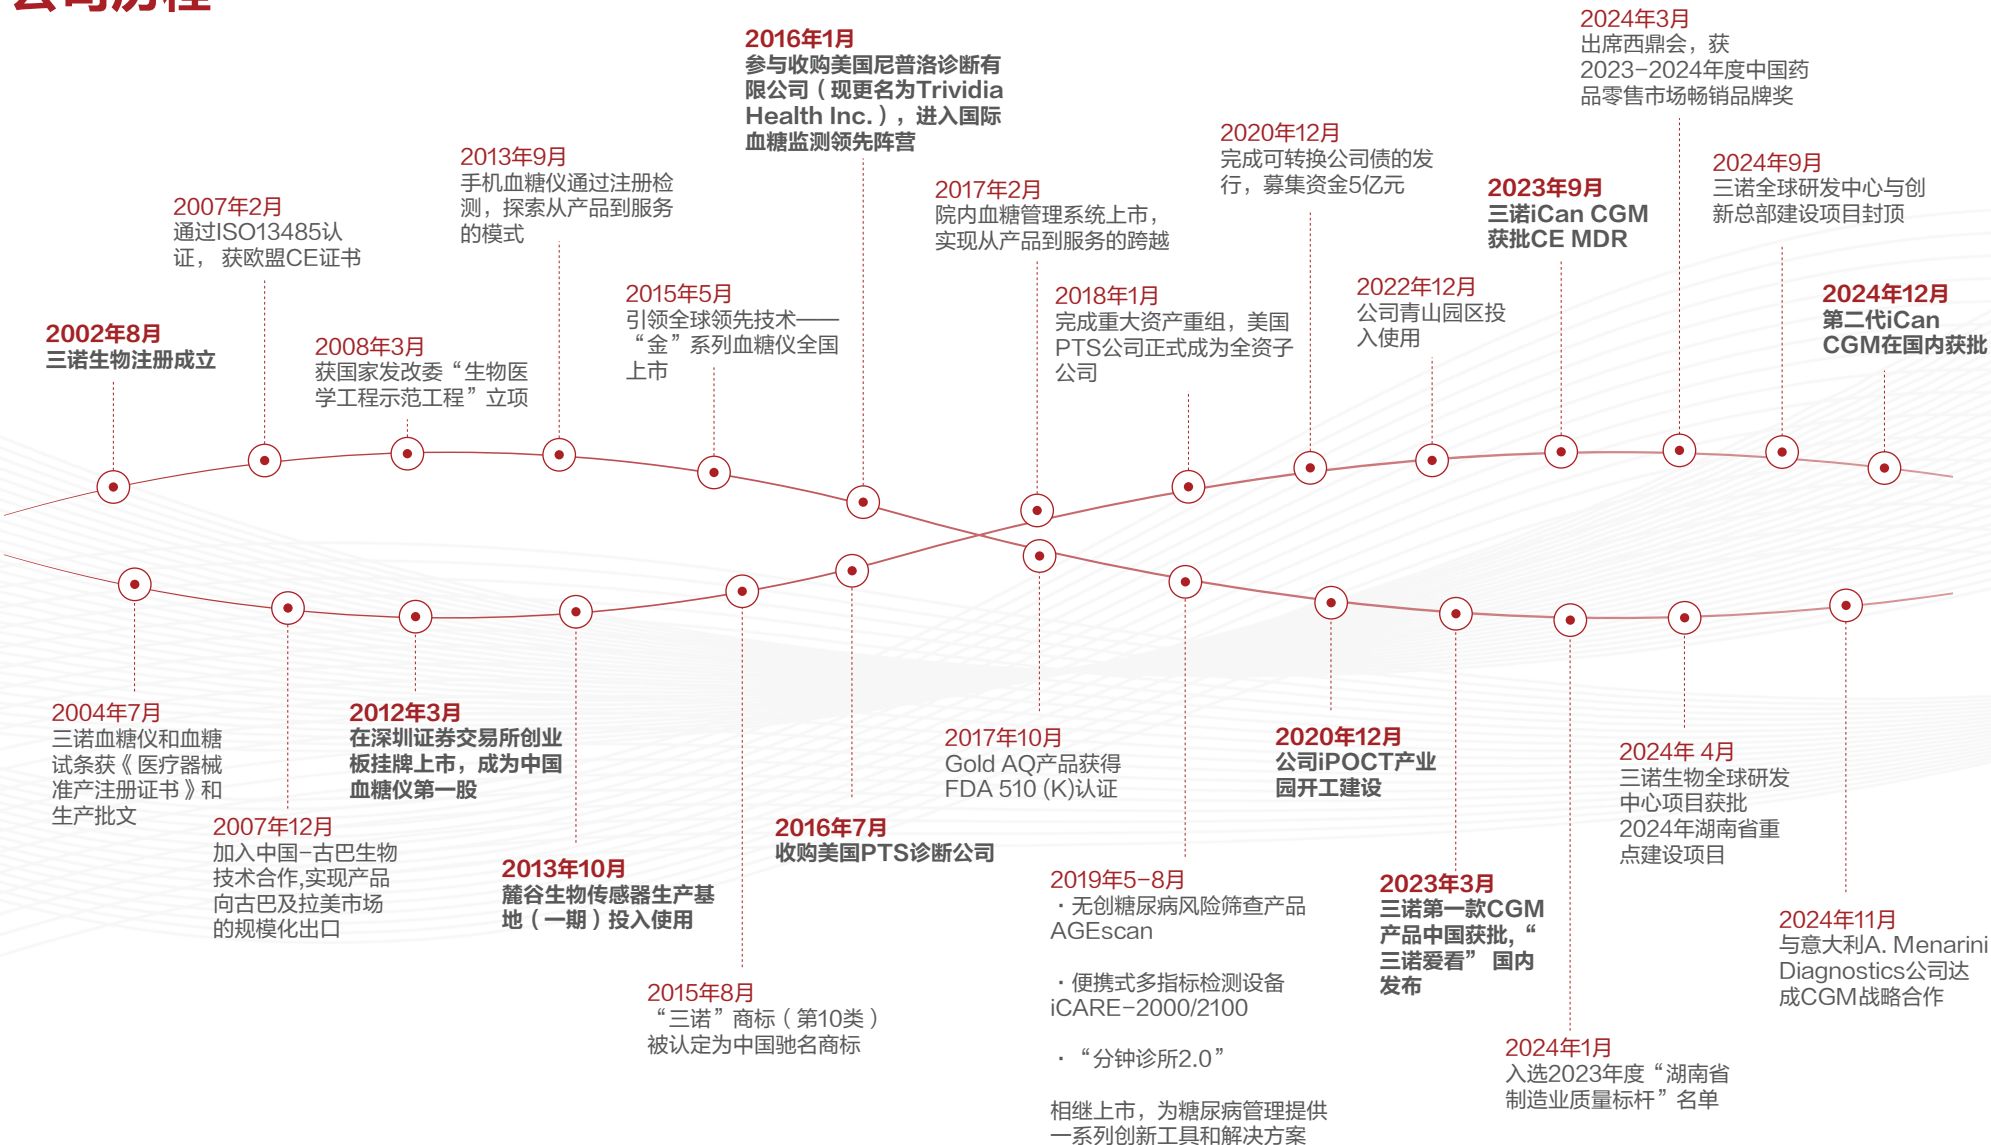 公司历程
2002年8月
三诺生物注册成立
2007年2月
通过ISO13485认
证， 获欧盟CE证书
2008年3月
获国家发改委“生物医
学工程示范工程”立项
2013年9月
手机血糖仪通过注册检
测，探索从产品到服务
的模式
2015年5月
引领全球领先技术——
“金”系列血糖仪全国
上市
2016年1月
参与收购美国尼普洛诊断有
限公司（现更名为Trividia
Health Inc.），进入国际
血糖监测领先阵营
2017年2月
院内血糖管理系统上市，
实现从产品到服务的跨越
2018年1月
完成重大资产重组，美国
PTS公司正式成为全资子
公司
2020年12月
完成可转换公司债的发
行，募集资金5亿元
2022年12月
公司青山园区投
入使用
2023年9月
三诺iCan CGM
获批CE MDR
2024年3月
出席西鼎会，获
2023-2024年度中国药
品零售市场畅销品牌奖
2024年9月
三诺全球研发中心与创
新总部建设项目封顶
2024年12月
第二代iCan
CGM在国内获批
2004年7月
三诺血糖仪和血糖
试条获《医疗器械
准产注册证书》和
生产批文
2007年12月
加入中国-古巴生物
技术合作,实现产品
向古巴及拉美市场
的规模化出口
2012年3月
在深圳证券交易所创业
板挂牌上市，成为中国
血糖仪第一股
2013年10月
麓谷生物传感器生产基
地（一期）投入使用
2015年8月
“三诺”商标（第10类）
被认定为中国驰名商标
2016年7月
收购美国PTS诊断公司
2017年10月
Gold AQ产品获得
FDA 510 (K)认证
2019年5-8月
·无创糖尿病风险筛查产品
AGEscan
·便携式多指标检测设备
iCARE-2000/2100
·“分钟诊所2.0”
相继上市，为糖尿病管理提供
一系列创新工具和解决方案
2020年12月
公司iPOCT产业
园开工建设
2023年3月
三诺第一款CGM
产品中国获批，“
三诺爱看” 国内
发布
2024年1月
入选2023年度“湖南省
制造业质量标杆”名单
2024年 4月
三诺生物全球研发
中心项目获批
2024年湖南省重
点建设项目
2024年11月
与意大利A. Menarini
Diagnostics公司达
成CGM战略合作